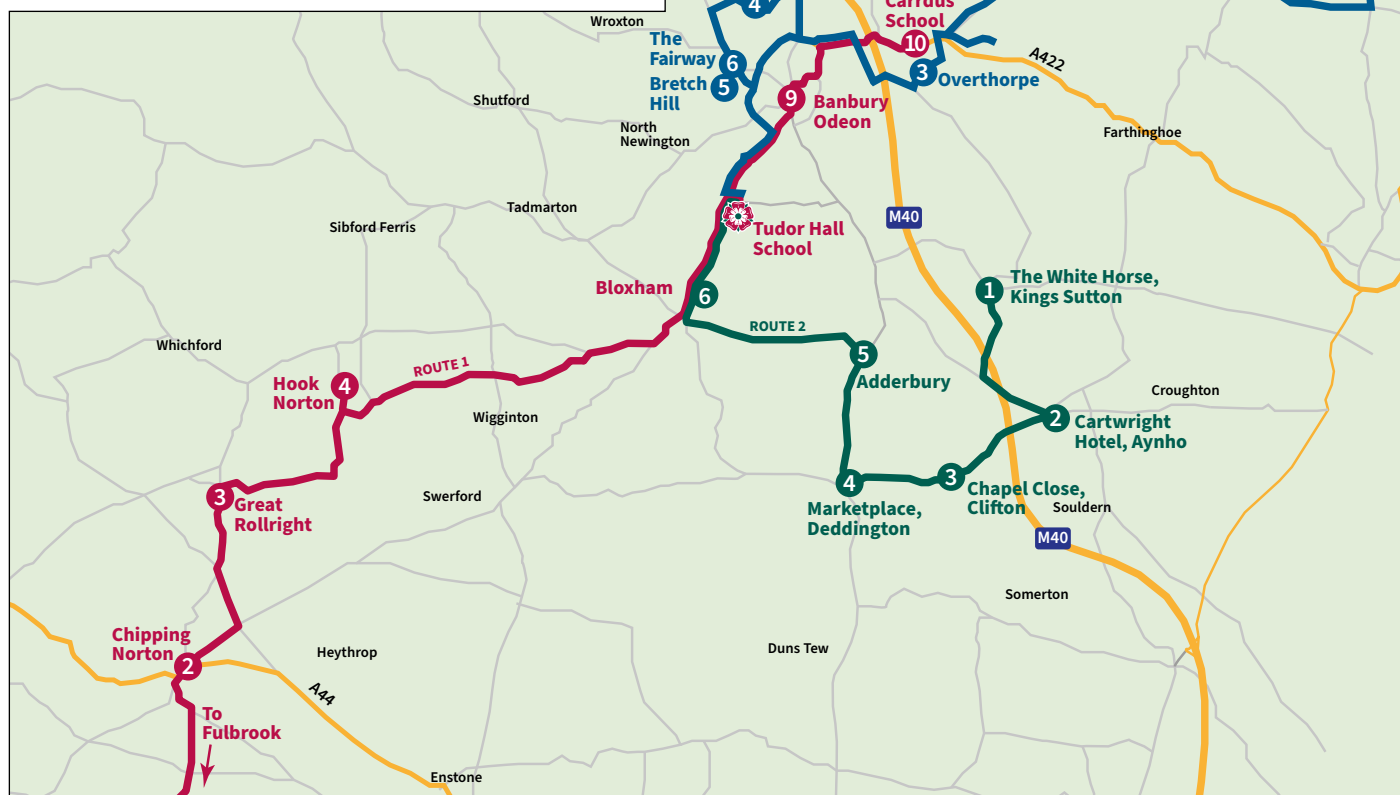 Carrdus
School
4
Wroxton
10
The
Fairway
6
3
Overthorpe
A422
Bretch
Hill
5
9
Banbury
Odeon
Shutford
North
Newington
Farthinghoe
Tadmarton
Sibford Ferris
M40
Tudor Hall
School
Bloxham
6
1
The White Horse,
Kings Sutton
ROUTE 2
Whichford
5
Adderbury
ROUTE 1
Hook
Norton
4
Croughton
Wigginton
2
Cartwright
Hotel, Aynho
Swerford
3
Great
Rollright
4
Marketplace,
Deddington
3
Chapel Close,
Clifton
Souldern
M40
Somerton
Chipping
Norton
2
Heythrop
Duns Tew
A44
To
Fulbrook
Enstone